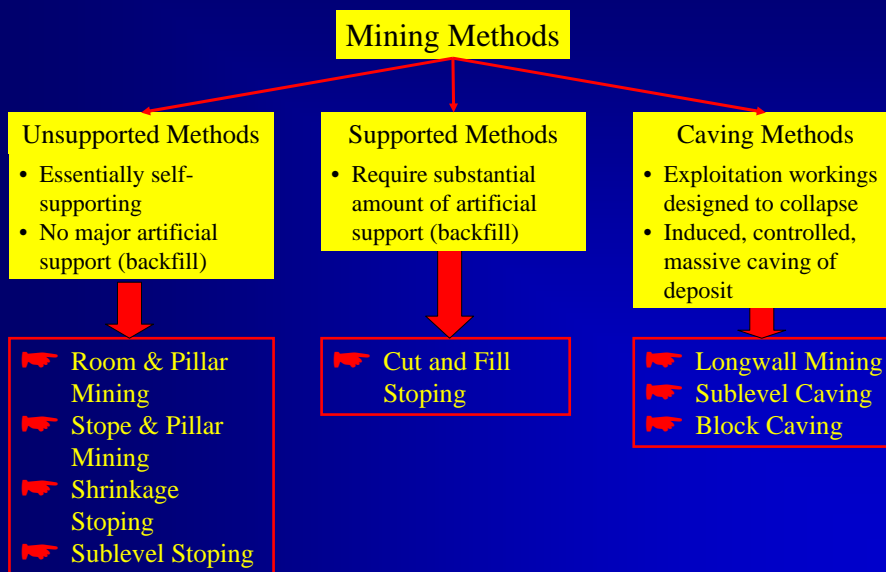 Mining Methods
Unsupported Methods
• Essentially self-
supporting
• No major artificial
support (backfill)
Supported Methods
• Require substantial
amount of artificial
support (backfill)
Caving Methods
• Exploitation workings
designed to collapse
• Induced, controlled,
massive caving of
deposit
Room & Pillar
Mining
Stope & Pillar
Mining
Shrinkage
Stoping
Sublevel Stoping
Cut and Fill
Stoping
Longwall Mining
Sublevel Caving
Block Caving